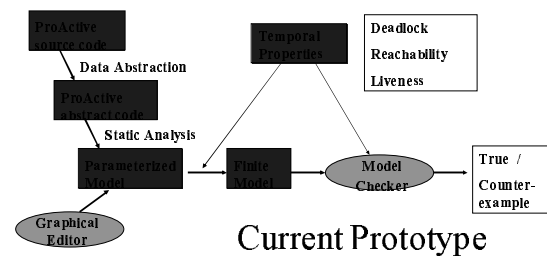 ProActive
source code
Data Abstraction
ProActive
abstract code
Static Analysis
Parameterized
Model
Graphical
Editor
Temporal
Properties
Deadlock
Reachability
Liveness
Finite
Model
Model
Checker
True /
Counter-
example
Current Prototype